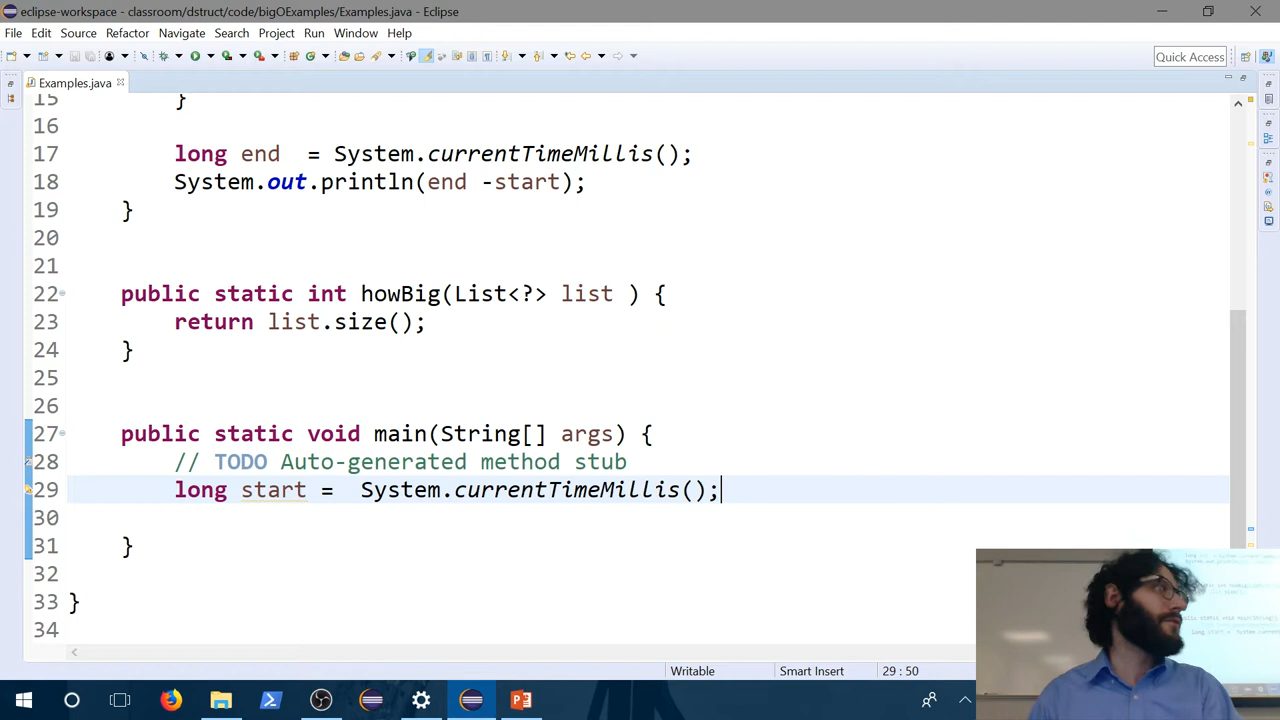 eclipse-workspace - classroom/dstruct/code/bigOExamples/Examples.java - Eclipse
File Edit Source Refactor Navigate Search Project Run Window Help
Quick Access
Examples.java
15 }
16
17 long end  = System.currentTimeMillis();
18 System.out.println(end -start);
19 }
20
21
22 public static int howBig(List<?> list ) {
23 return list.size();
24 }
25
26
27 public static void main(String[] args) {
28 // TODO Auto-generated method stub
29 long start =  System.currentTimeMillis();
30
31 }
32
33 }
34
Writable Smart Insert 29 : 50